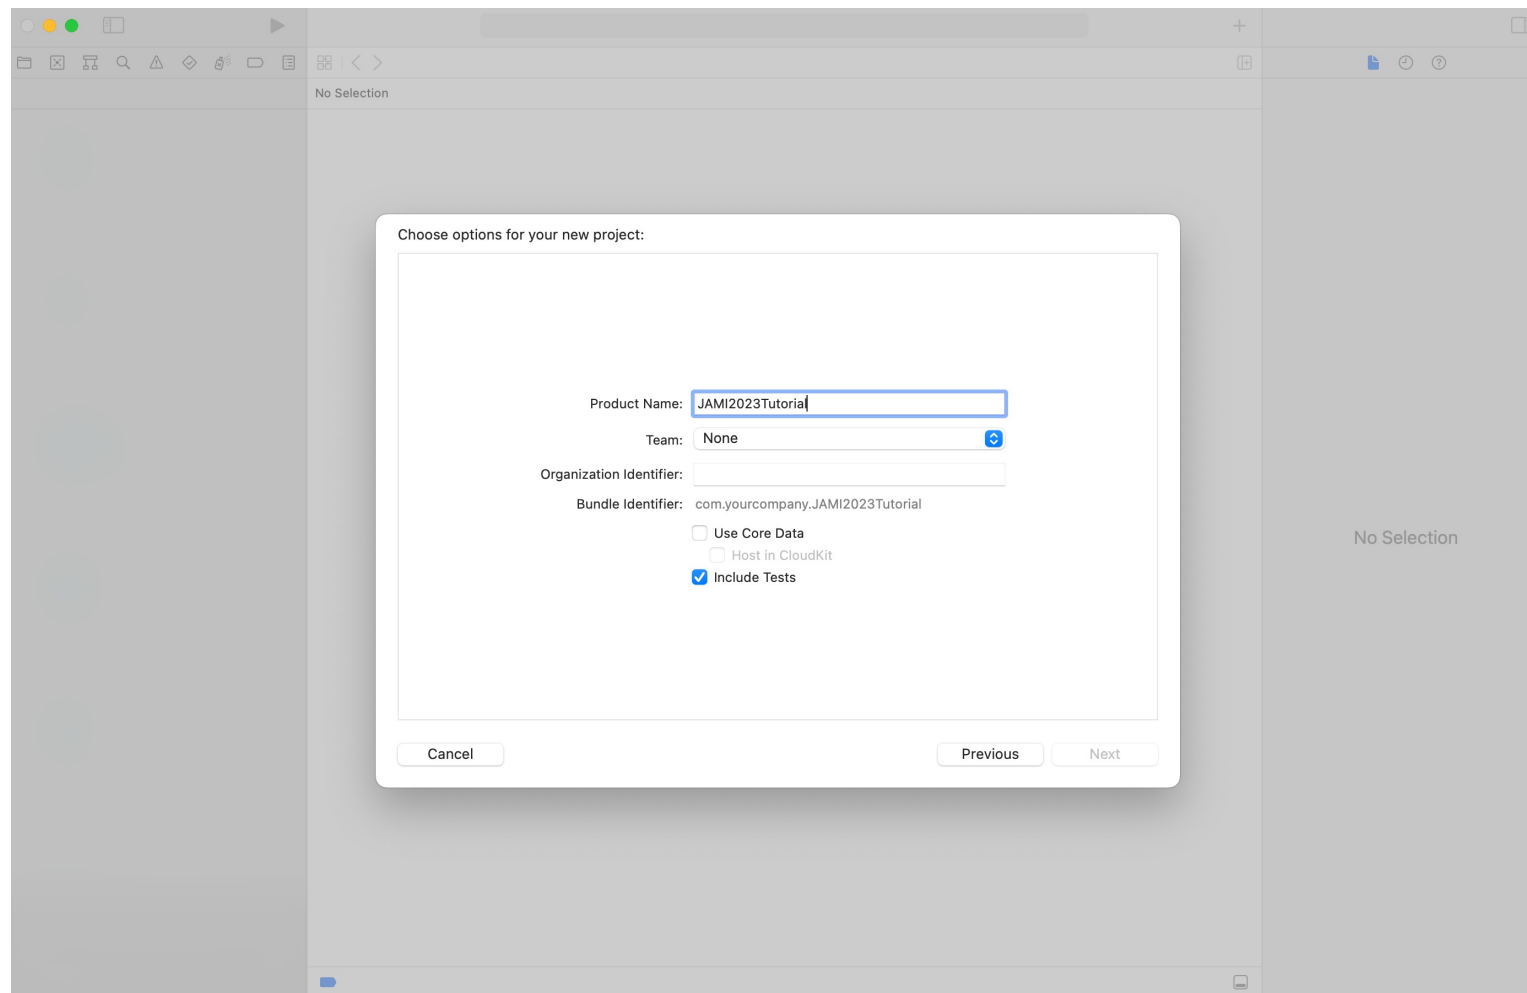 No Selection
Choose options for your new project:
Product Name: JAMI2023Tutorial
Team: None
Organization Identifier:
Bundle Identifier: com.yourcompany.JAMI2023Tutorial
Use Core Data
Host in CloudKit
Include Tests
No Selection
Cancel Previous Next